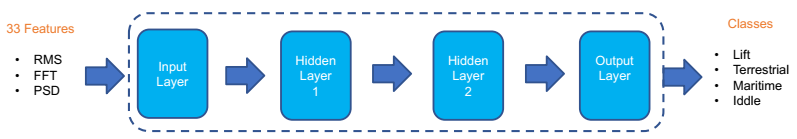 33 Features
• RMS
• FFT
• PSD
Input
Layer
Hidden
Layer
1
Hidden
Layer
2
Output
Layer
Classes
• Lift
• Terrestrial
• Maritime
• Iddle